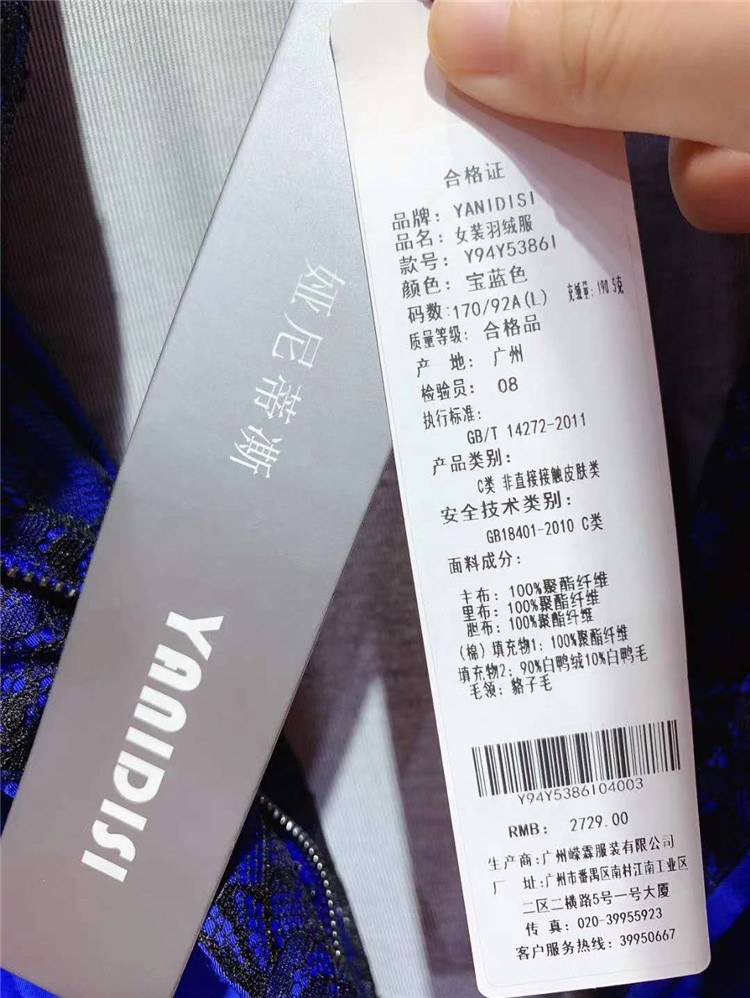 娅尼蒂澌
YANIDISI
合格证
品牌: YANIDISI
品名: 女装羽绒服
款号: Y94Y53861
颜色: 宝蓝色
码数:170/92A(L) 充绒量:190.5克
质量等级: 合格品
产 地: 广州
检验员: 08
执行标准:
GB/T 14272-2011
产品类别:
C类 非直接接触皮肤类
安全技术类别:
GB18401-2010 C类
面料成分:
主布: 100%聚酯纤维
里布: 100%聚酯纤维
胆布: 100%聚酯纤维
(棉) 填充物1: 100%聚酯纤维
填充物2: 90%白鸭绒10%白鸭毛
毛领: 貉子毛
Y94Y5386104003
RMB: 2729.00
生产商:广州嵘霖服装有限公司
厂 址:广州市番禺区南村江南工业区
二区二横路5号一号大厦
传 真: 020-39955923
客户服务热线: 39950667